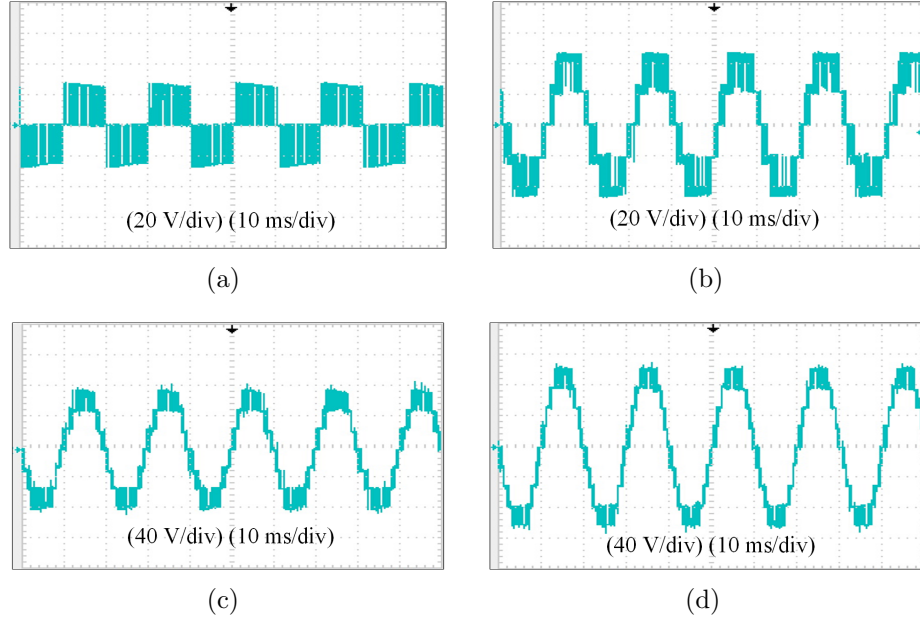 (20 V/div) (10 ms/div)
(20 V/div) (10 ms/div)
(a)
(b)
(40 V/div) (10 ms/div)
(40 V/div) (10 ms/div)
(c)
(d)